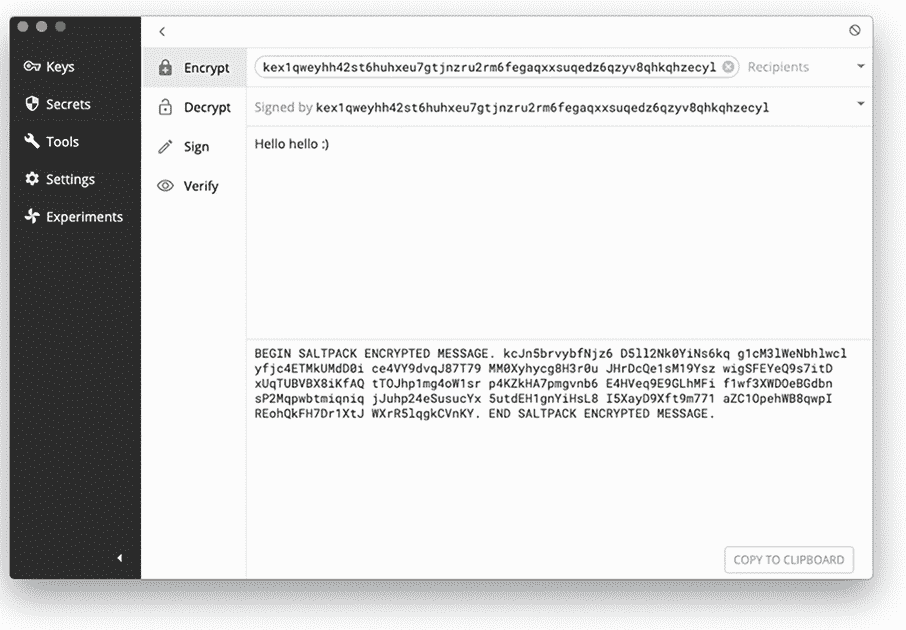 Keys
Secrets
Tools
Settings
Experiments
Encrypt
Decrypt
Sign
Verify
kex1qweyhh42st6huhxeu7gtjnzru2rm6fegaqxxsuqedz6qzyv8qhkqhzecyl Recipients
Signed by kex1qweyhh42st6huhxeu7gtjnzru2rm6fegaqxxsuqedz6qzyv8qhkqhzecyl
Hello hello :)
BEGIN SALTPACK ENCRYPTED MESSAGE. kcJn5brvybfNjz6 D5ll2Nk0YiNs6kq g1cM3lWeNbhlwcl
yfjc4ETMkUMdD0i ce4VY9dvqJ87T79 MM0Xyhycg8H3r0u JHrDcQe1sM19Ysz wigSFEYeQ9s7itD
xUqTUBVBX8iKfAQ tTOJhp1mg4oW1sr p4KZkHA7pmgvnb6 E4HVeq9E9GLhMFi f1wf3XWDOeBGdbn
sP2Mqpwbtmiqniq jJuhp24eSusucYx 5utdEH1gnYiHsL8 I5XayD9Xft9m771 aZC1OpehWB8qwpI
REohQkFH7Dr1XtJ WXrR5lqgkCVnKY. END SALTPACK ENCRYPTED MESSAGE.
COPY TO CLIPBOARD